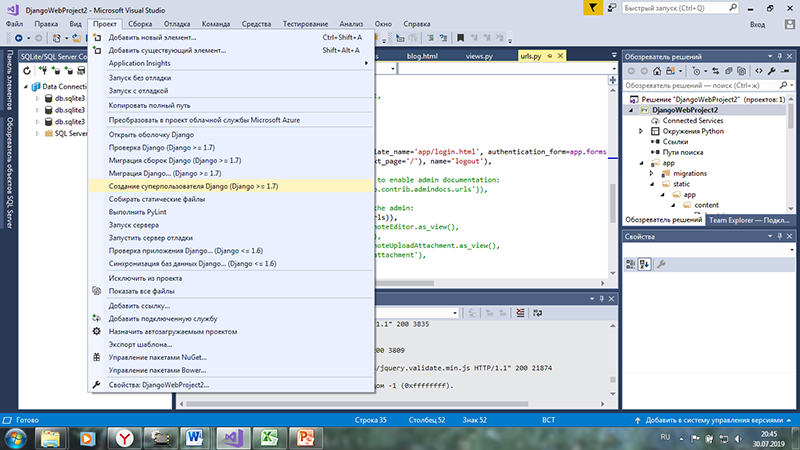 DjangoWebProject2 - Microsoft Visual Studio
Быстрый запуск (Ctrl+Q)
Файл Правка Вид Проект Сборка Отладка Команда Средства Тестирование Анализ Окно Справка
Вход
Добавить новый элемент... Ctrl+Shift+A
Добавить существующий элемент... Shift+Alt+A
Application Insights
Запуск без отладки
Запуск с отладкой
Копировать полный путь
Преобразовать в проект облачной службы Microsoft Azure
Открыть оболочку Django
Проверка Django (Django >= 1.7)
Миграция сборок Django (Django >= 1.7)
Миграция Django... (Django >= 1.7)
Создание суперпользователя Django (Django >= 1.7)
Собирать статические файлы
Выполнить PyLint
Запуск сервера
Запустить сервер отладки
Проверка приложения Django... (Django <= 1.6)
Синхронизация баз данных Django... (Django <= 1.6)
Исключить из проекта
Показать все файлы
Добавить ссылку...
Добавить подключенную службу
Назначить автозагружаемым проектом
Экспорт шаблона...
Управление пакетами NuGet...
Управление пакетами Bower...
Свойства: DjangoWebProject2...
Панель элементов
Обозреватель объектов SQL Server
SQLite/SQL Server Co
Data Connection
db.sqlite3
db.sqlite3
db.sqlite3
SQL Server
blog.html views.py urls.py
late_name='app/login.html', authentication_form=app.forms
t_page='/'), name='logout'),
to enable admin documentation:
o.contrib.admindocs.urls')),
the admin:
rls)),
noteEditor.as_view(),
noteUploadAttachment.as_view(),
attachment'),
1.1" 200 3835
200 3809
/jquery.validate.min.js HTTP/1.1" 200 21874
ом -1 (0xffffffff).
Обозреватель решений
Обозреватель решений — поиск (Ctrl+ж)
Решение "DjangoWebProject2" (проектов: 1)
DjangoWebProject2
Connected Services
Окружения Python
Ссылки
Пути поиска
app
migrations
static
app
content
Обозреватель решений Team Explorer — Подкл...
Свойства
Готово Строка 35 Столбец 52 Знак 52 ВСТ Добавить в систему управления версиями
RU
20:45
30.07.2019